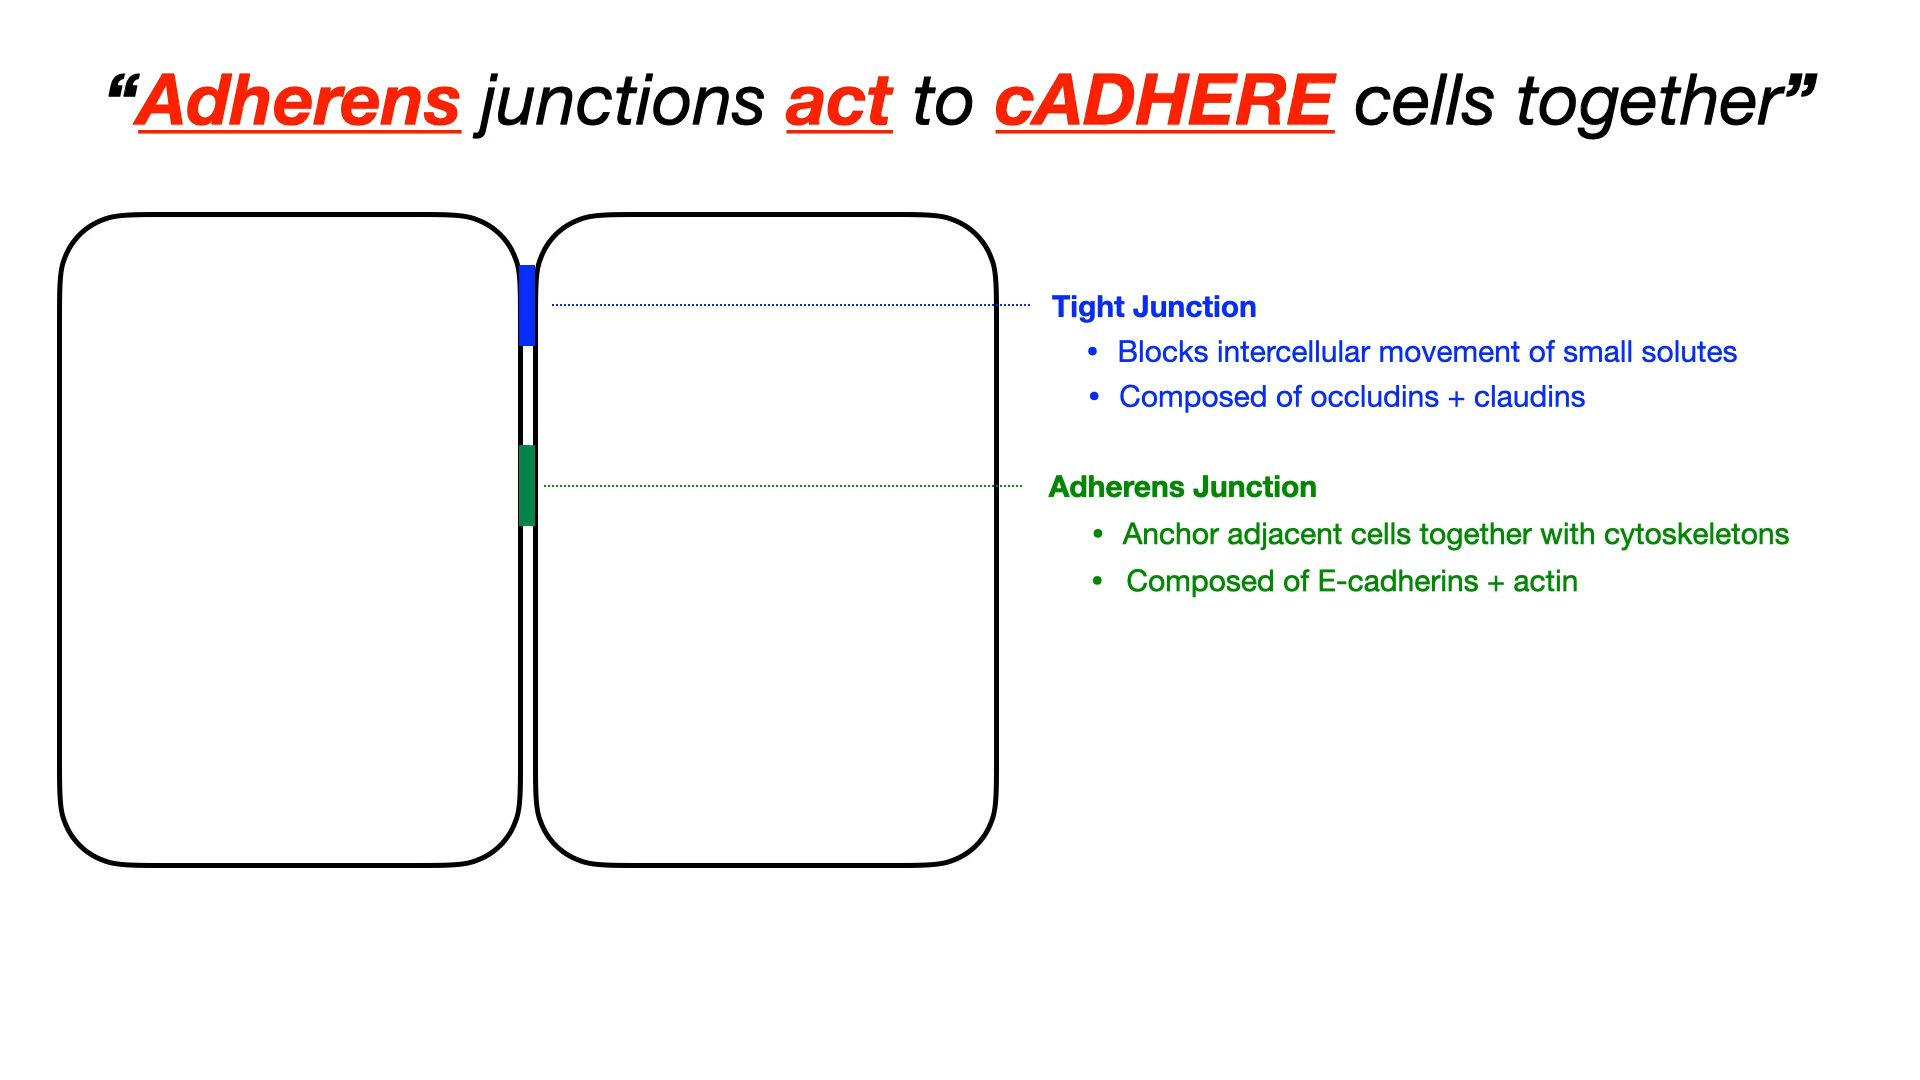 “Adherens junctions act to cADHERE cells together”
Tight Junction
• Blocks intercellular movement of small solutes
• Composed of occludins + claudins
Adherens Junction
• Anchor adjacent cells together with cytoskeletons
• Composed of E-cadherins + actin